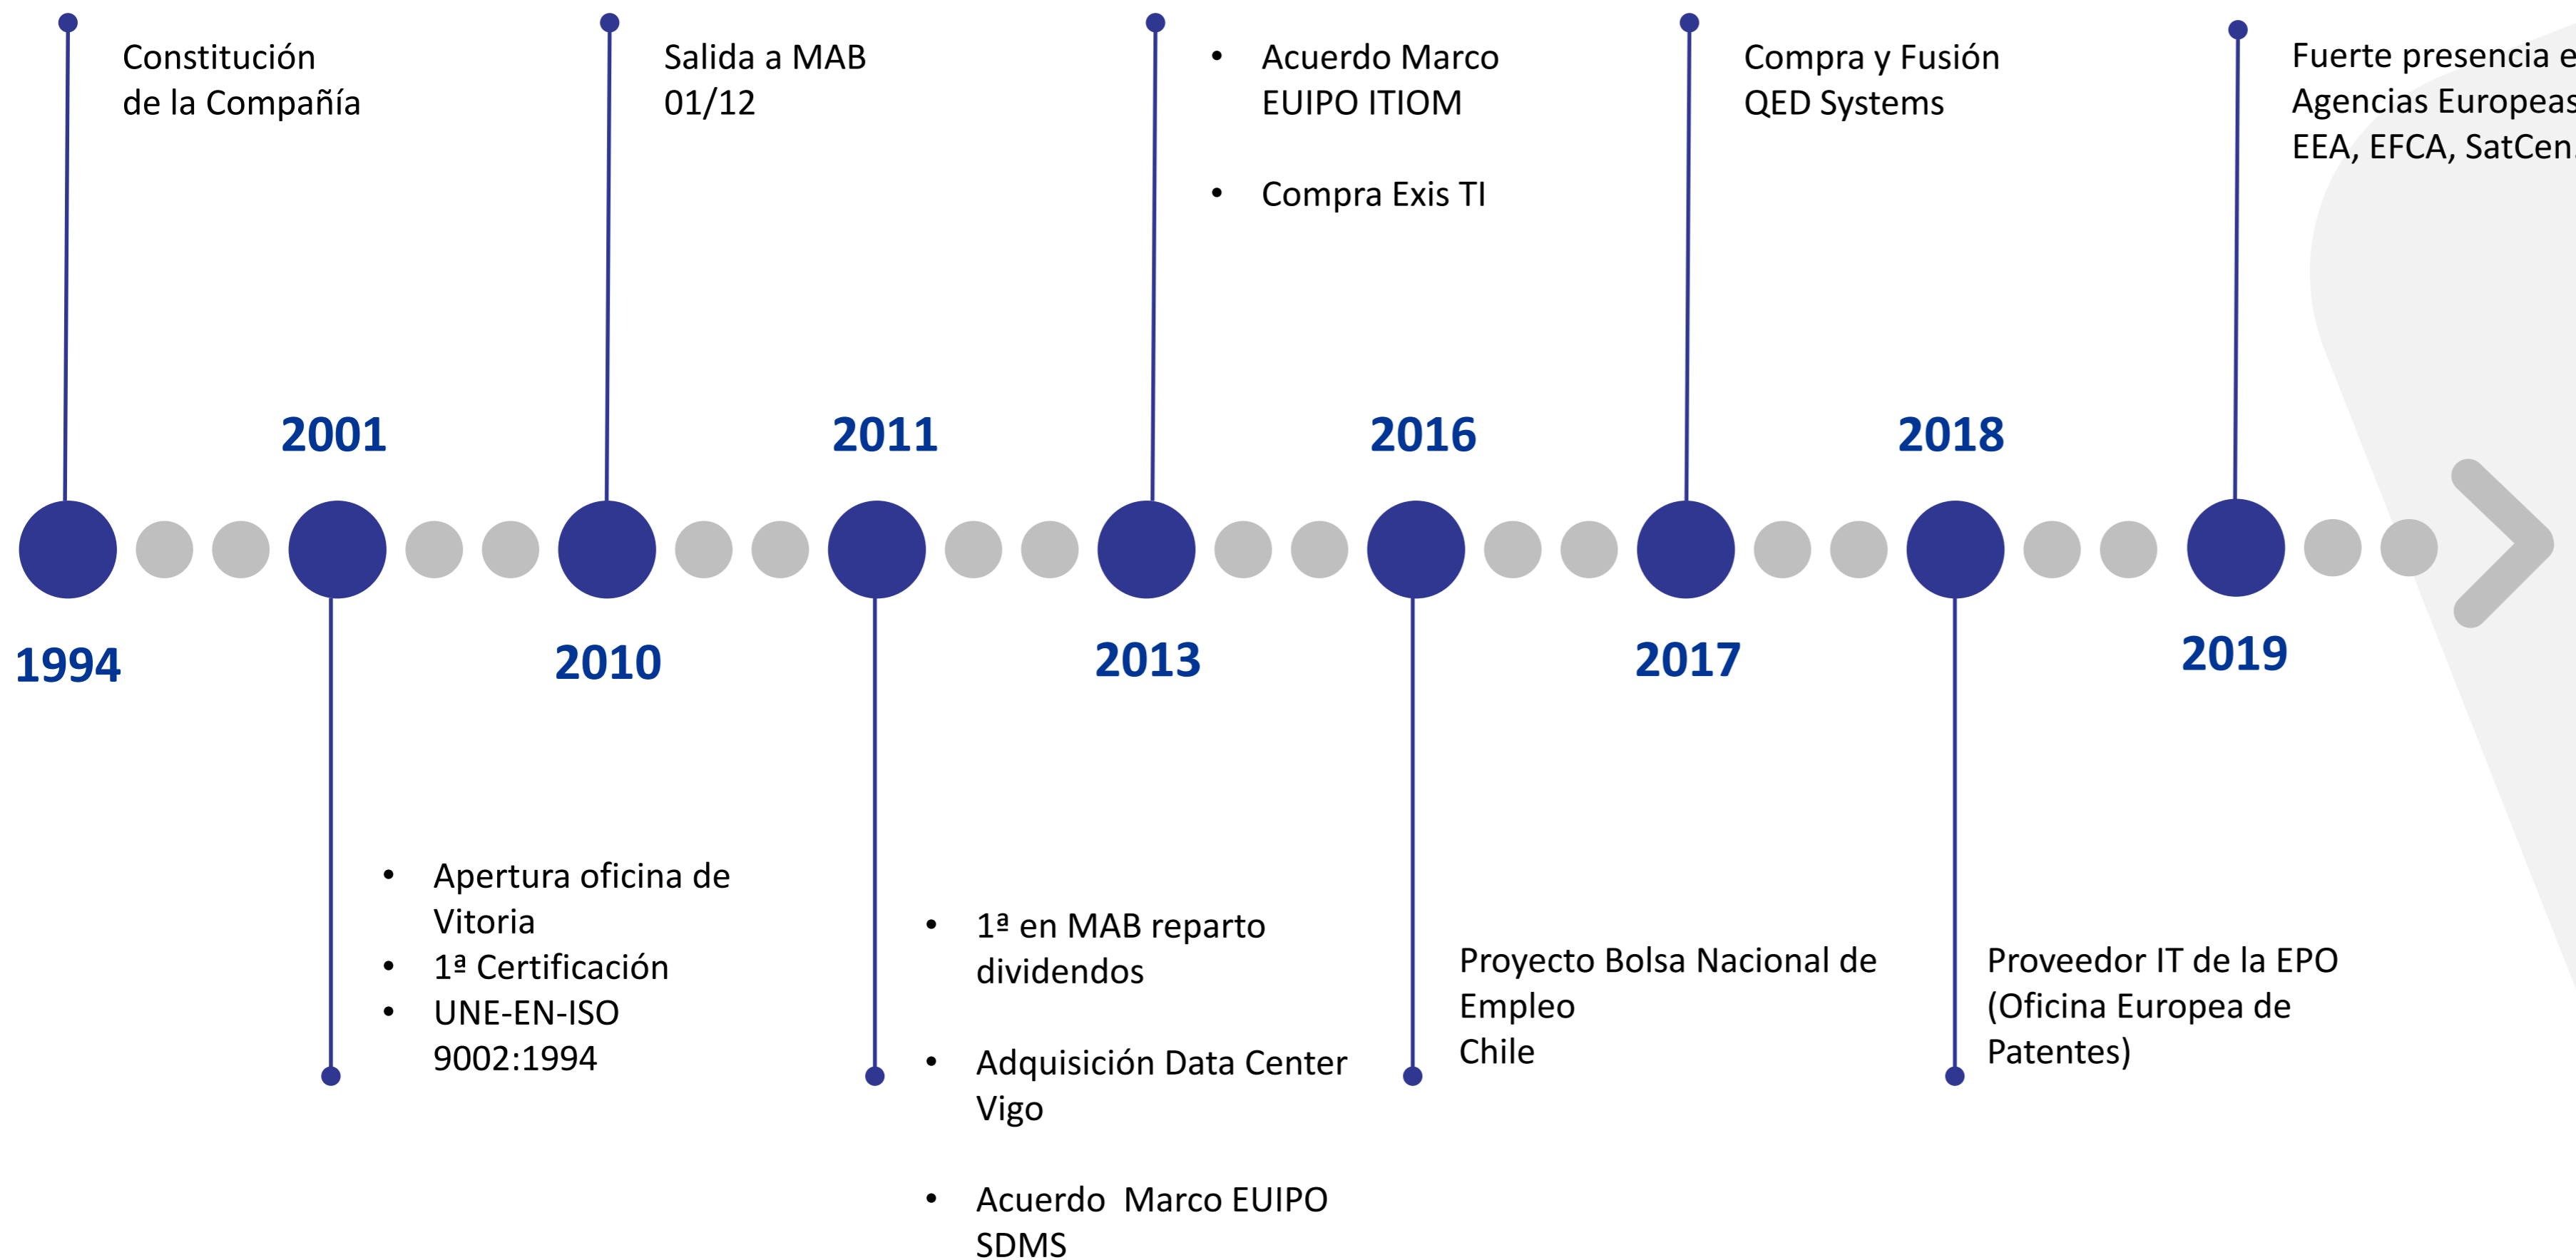 Constitución
de la Compañía
Salida a MAB
01/12
• Acuerdo Marco
EUIPO ITIOM
• Compra Exis TI
Compra y Fusión
QED Systems
Fuerte presencia
Agencias Europeas
EEA, EFCA, SatCen
2001
2011
2016
2018
1994
2010
2013
2017
2019
• Apertura oficina de
Vitoria
• 1ª Certificación
• UNE-EN-ISO
9002:1994
• 1ª en MAB reparto
dividendos
• Adquisición Data Center
Vigo
• Acuerdo Marco EUIPO
SDMS
Proyecto Bolsa Nacional de
Empleo
Chile
Proveedor IT de la EPO
(Oficina Europea de
Patentes)